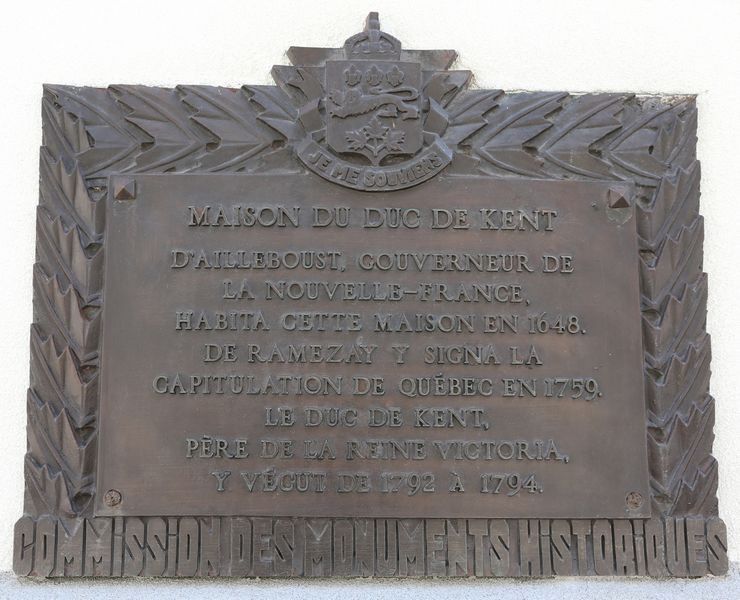 JE ME SOUVIENS
MAISON DU DUC DE KENT
D'AILLEBOUST, GOUVERNEUR DE
LA NOUVELLE-FRANCE,
HABITA CETTE MAISON EN 1648.
DE RAMEZAY Y SIGNA LA
CAPITULATION DE QUÉBEC EN 1759.
LE DUC DE KENT,
PÈRE DE LA REINE VICTORIA,
Y VÉCUT DE 1792 À 1794.
COMMISSION DES MONUMENTS HISTORIQUES